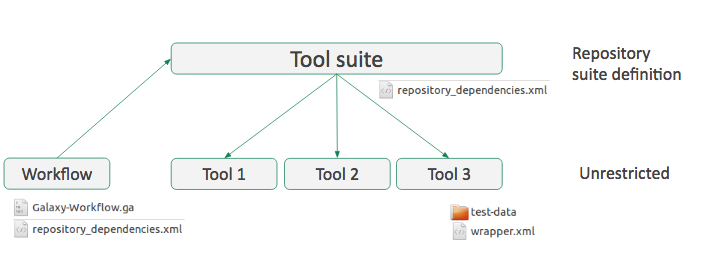 Tool suite
Repository
suite definition
repository_dependencies.xml
Workflow
Tool 1
Tool 2
Tool 3
Unrestricted
Galaxy-Workflow.ga
repository_dependencies.xml
test-data
wrapper.xml